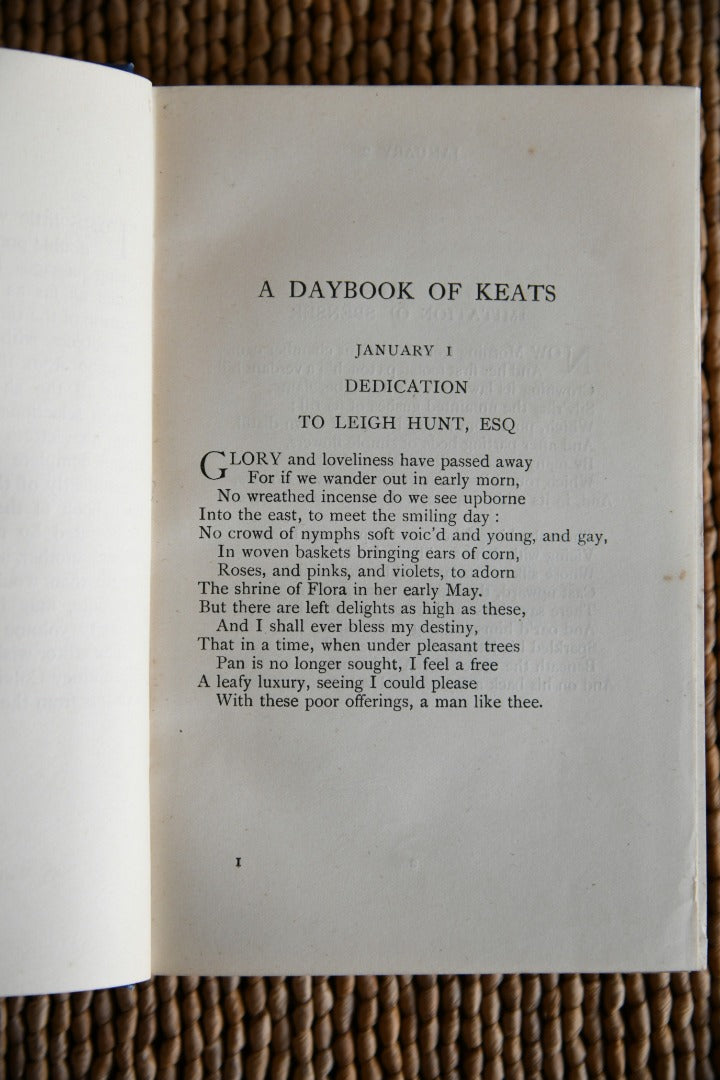 A DAYBOOK OF KEATS
JANUARY 1
DEDICATION
TO LEIGH HUNT, ESQ
GLORY and loveliness have passed away
For if we wander out in early morn,
No wreathed incense do we see upborne
Into the east, to meet the smiling day :
No crowd of nymphs soft voic'd and young, and gay,
In woven baskets bringing ears of corn,
Roses, and pinks, and violets, to adorn
The shrine of Flora in her early May.
But there are left delights as high as these,
And I shall ever bless my destiny,
That in a time, when under pleasant trees
Pan is no longer sought, I feel a free
A leafy luxury, seeing I could please
With these poor offerings, a man like thee.
1